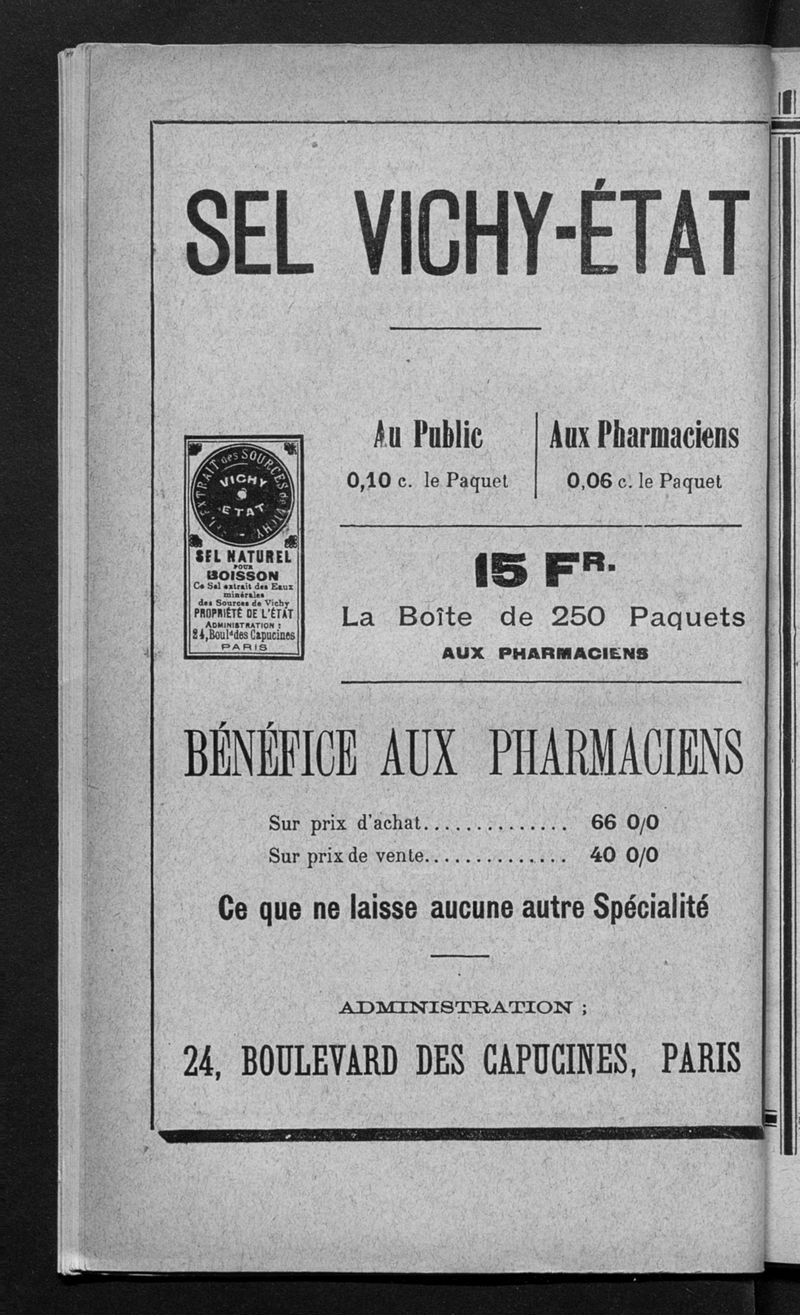 SEL VICHY-ÉTAT
EXTRAIT des SOURCES de VICHY
VICHY
ETAT
SEL NATUREL
POUR
BOISSON
Ce Sel extrait des Eaux
minérales
des Sources de Vichy
PROPRIÉTÉ DE L'ÉTAT
ADMINISTRATION :
24, Boulᵈ des Capucines
PARIS
Au Public
0,10 c. le Paquet
Aux Pharmaciens
0,06 c. le Paquet
15 FR.
La Boîte de 250 Paquets
AUX PHARMACIENS
BÉNÉFICE AUX PHARMACIENS
Sur prix d'achat.............. 66 0/0
Sur prix de vente.............. 40 0/0
Ce que ne laisse aucune autre Spécialité
ADMINISTRATION ;
24, BOULEVARD DES CAPUCINES, PARIS